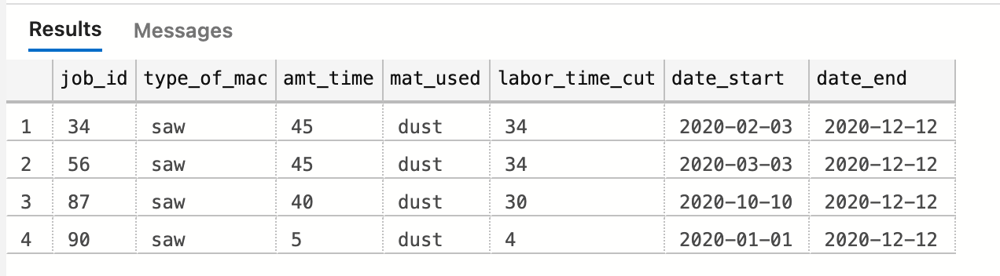 Results Messages
job_id type_of_mac amt_time mat_used labor_time_cut date_start date_end
1 34 saw 45 dust 34 2020-02-03 2020-12-12
2 56 saw 45 dust 34 2020-03-03 2020-12-12
3 87 saw 40 dust 30 2020-10-10 2020-12-12
4 90 saw 5 dust 4 2020-01-01 2020-12-12